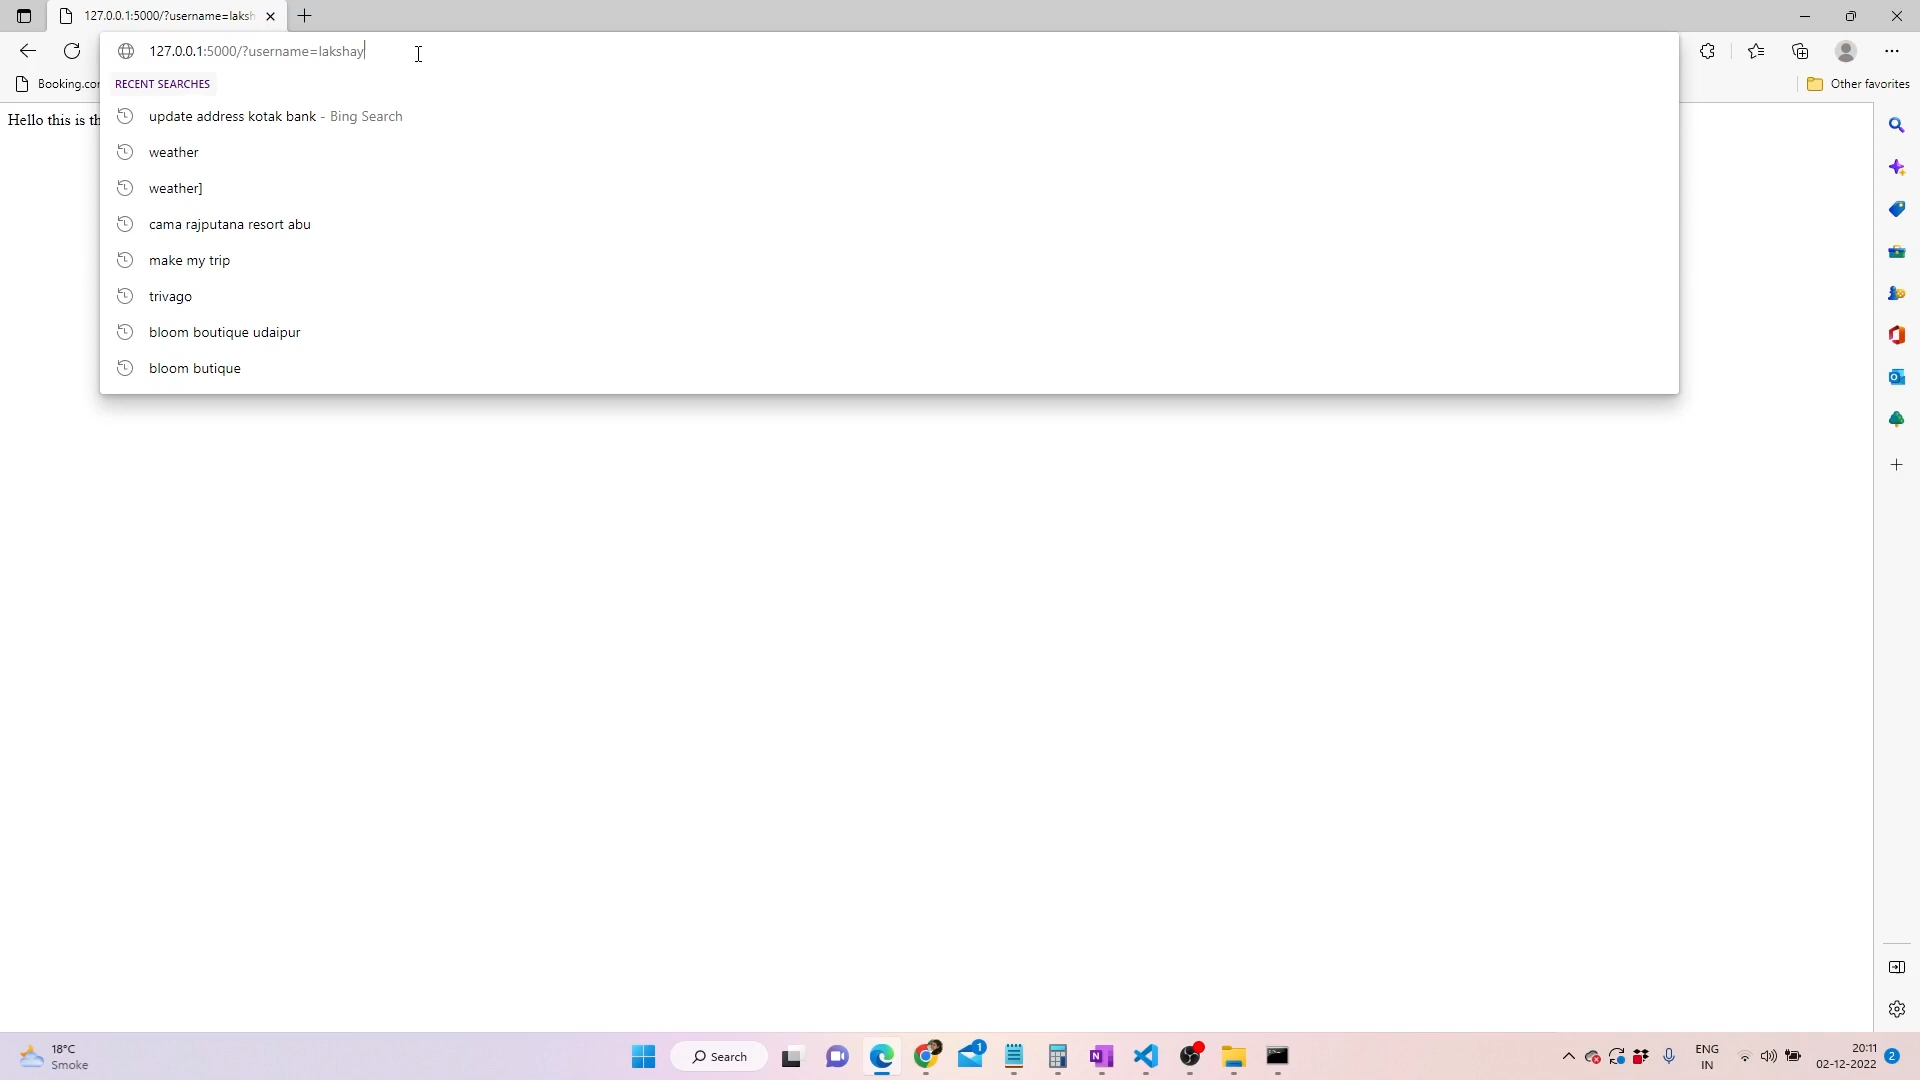 127.0.0.1:5000/?username=laksh
127.0.0.1:5000/?username=lakshay
Booking.co
Other favorites
RECENT SEARCHES
Hello this is th
update address kotak bank - Bing Search
weather
weather]
cama rajputana resort abu
make my trip
trivago
bloom boutique udaipur
bloom butique
18°C
Smoke
Search
1
ENG
IN
20:11
02-12-2022
2